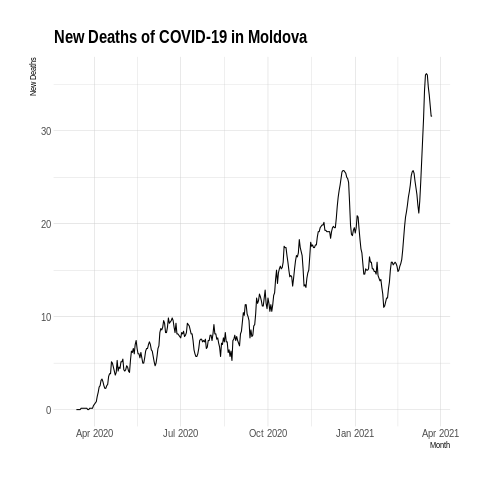 New Deaths of COVID-19 in Moldova
New Deaths
30
20
10
0
Apr 2020 Jul 2020 Oct 2020 Jan 2021 Apr 2021
Month